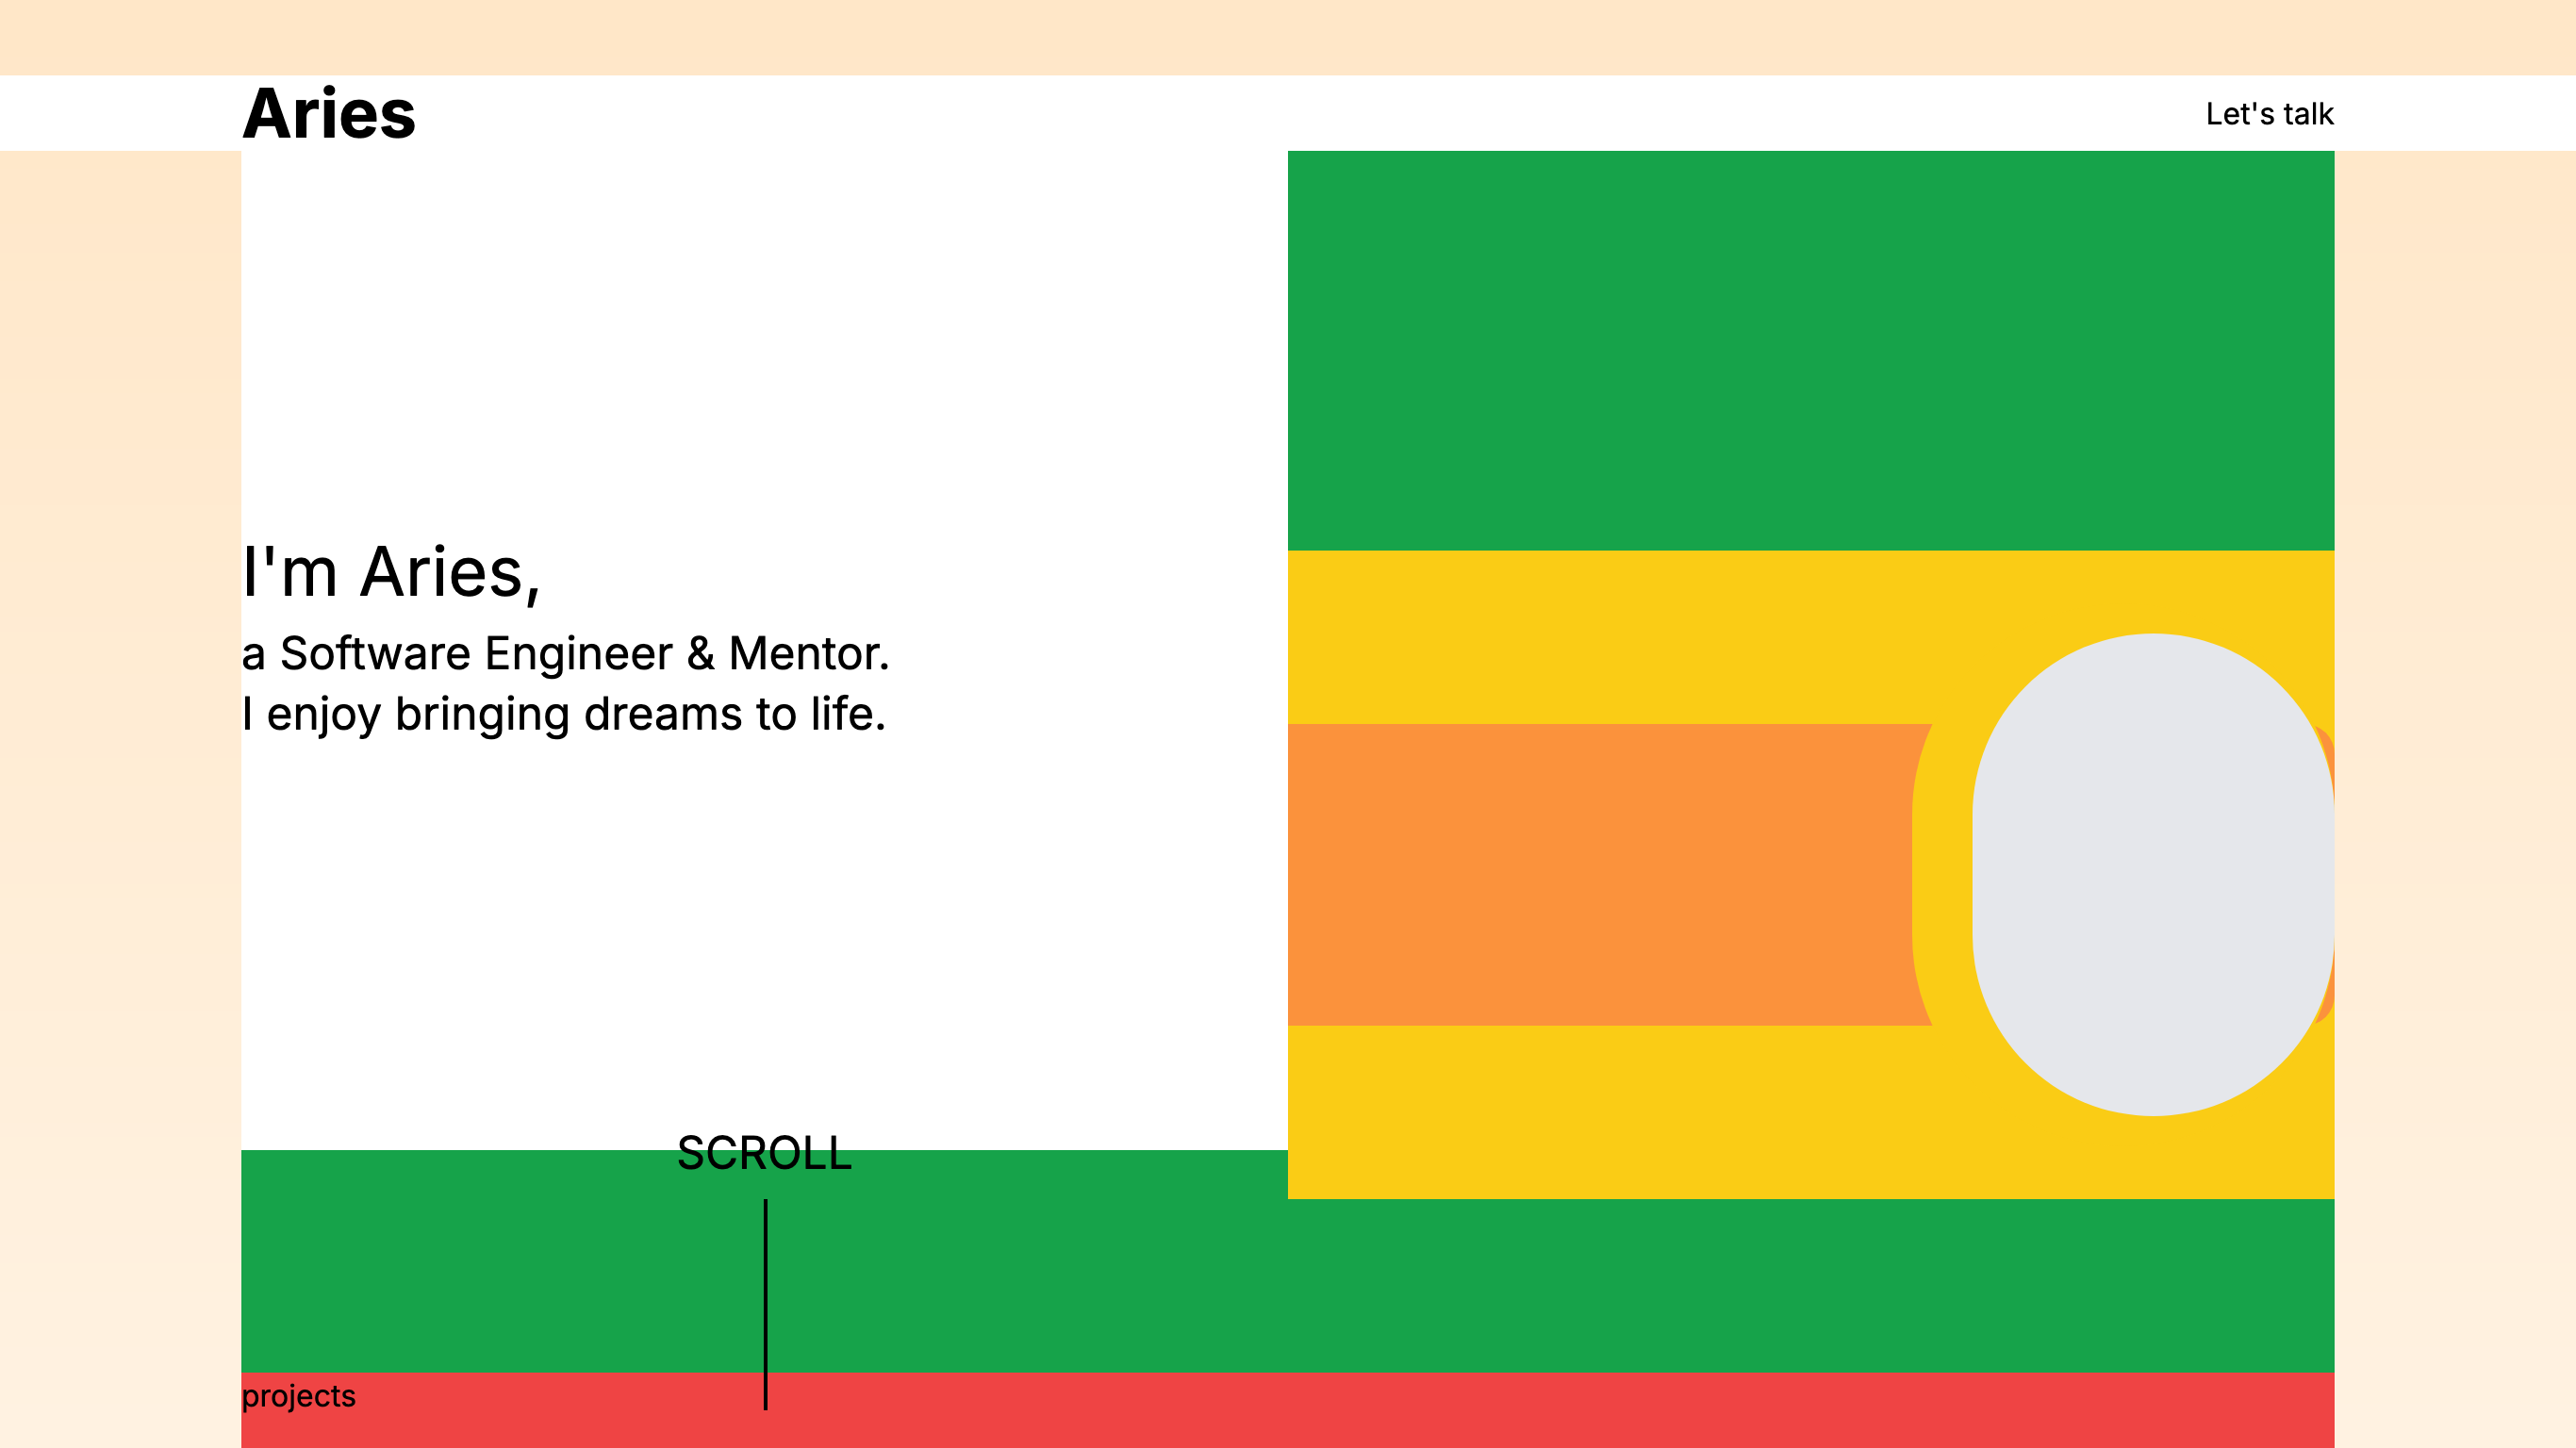 Aries
Let's talk
I'm Aries,
a Software Engineer & Mentor.
I enjoy bringing dreams to life.
SCROLL
projects